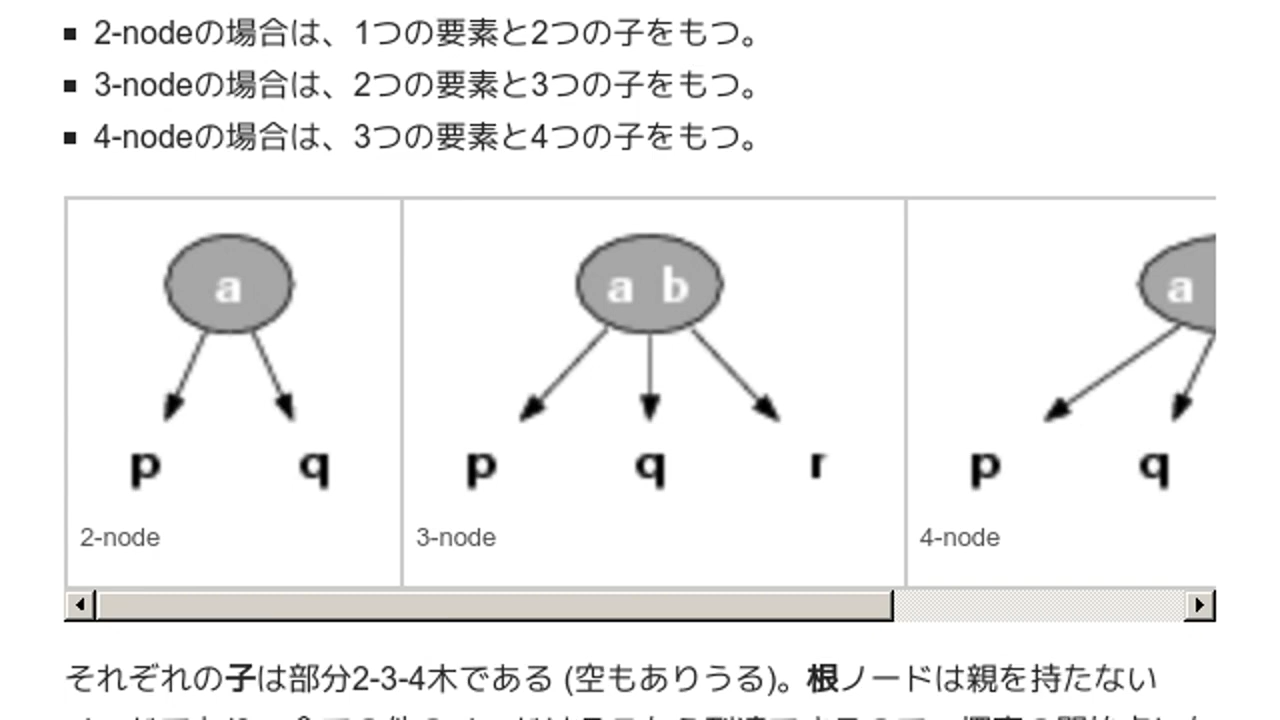 2-nodeの場合は、1つの要素と2つの子をもつ。
3-nodeの場合は、2つの要素と3つの子をもつ。
4-nodeの場合は、3つの要素と4つの子をもつ。
a
a b
a
p q
p q r
p q
2-node
3-node
4-node
それぞれの子は部分2-3-4木である (空もありうる)。根ノードは親を持たない